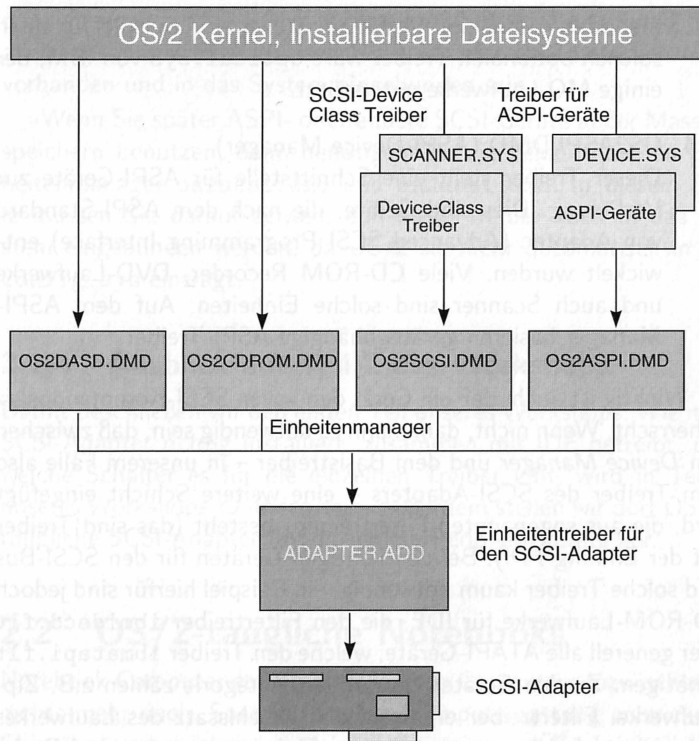 OS/2 Kernel, Installierbare Dateisysteme
SCSI-Device
Class Treiber
Treiber für
ASPI-Geräte
SCANNER.SYS
DEVICE.SYS
Device-Class
Treiber
ASPI-Geräte
OS2DASD.DMD
OS2CDROM.DMD
OS2SCSI.DMD
OS2ASPI.DMD
Einheitenmanager
ADAPTER.ADD
Einheitentreiber für
den SCSI-Adapter
SCSI-Adapter